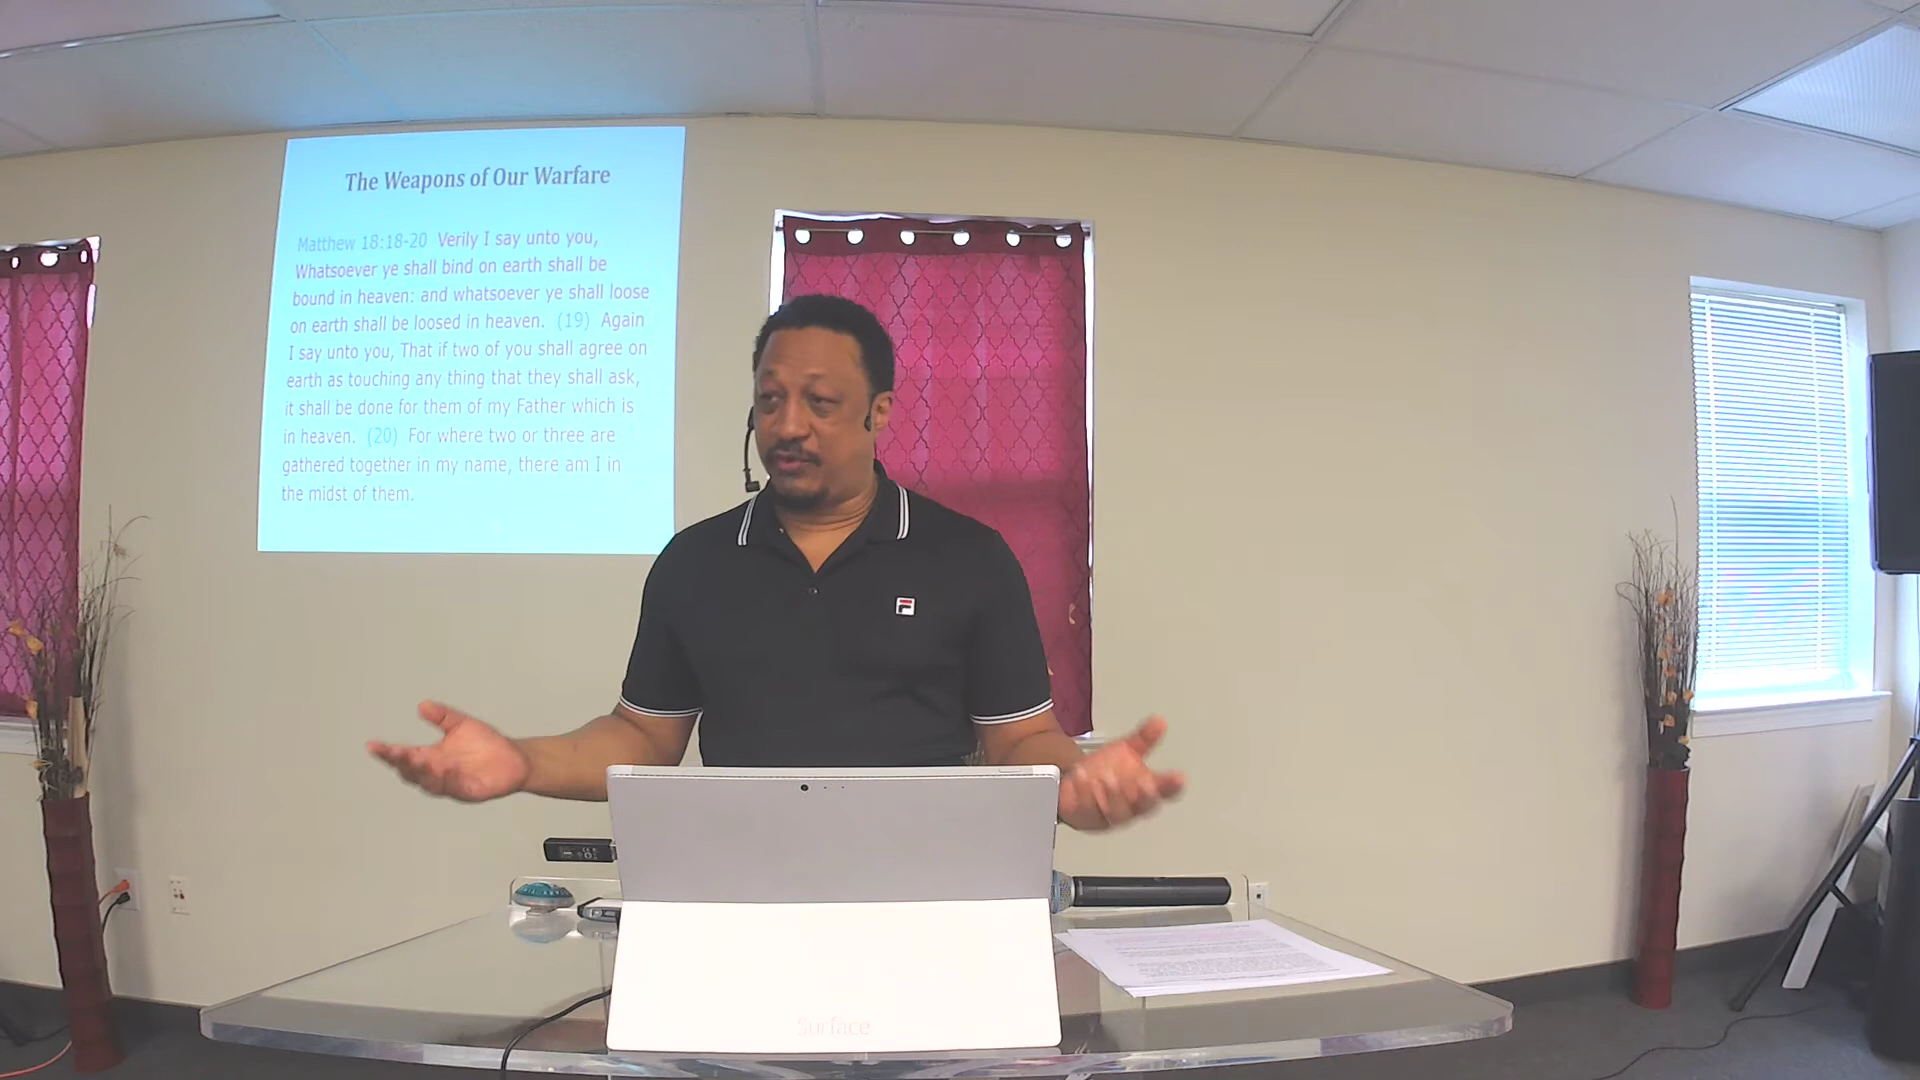 The Weapons of Our Warfare
Matthew 18:18-20 Verily I say unto you,
Whatsoever ye shall bind on earth shall be
bound in heaven: and whatsoever ye shall loose
on earth shall be loosed in heaven. (19) Again
I say unto you, That if two of you shall agree on
earth as touching any thing that they shall ask,
it shall be done for them of my Father which is
in heaven. (20) For where two or three are
gathered together in my name, there am I in
the midst of them.
Surface